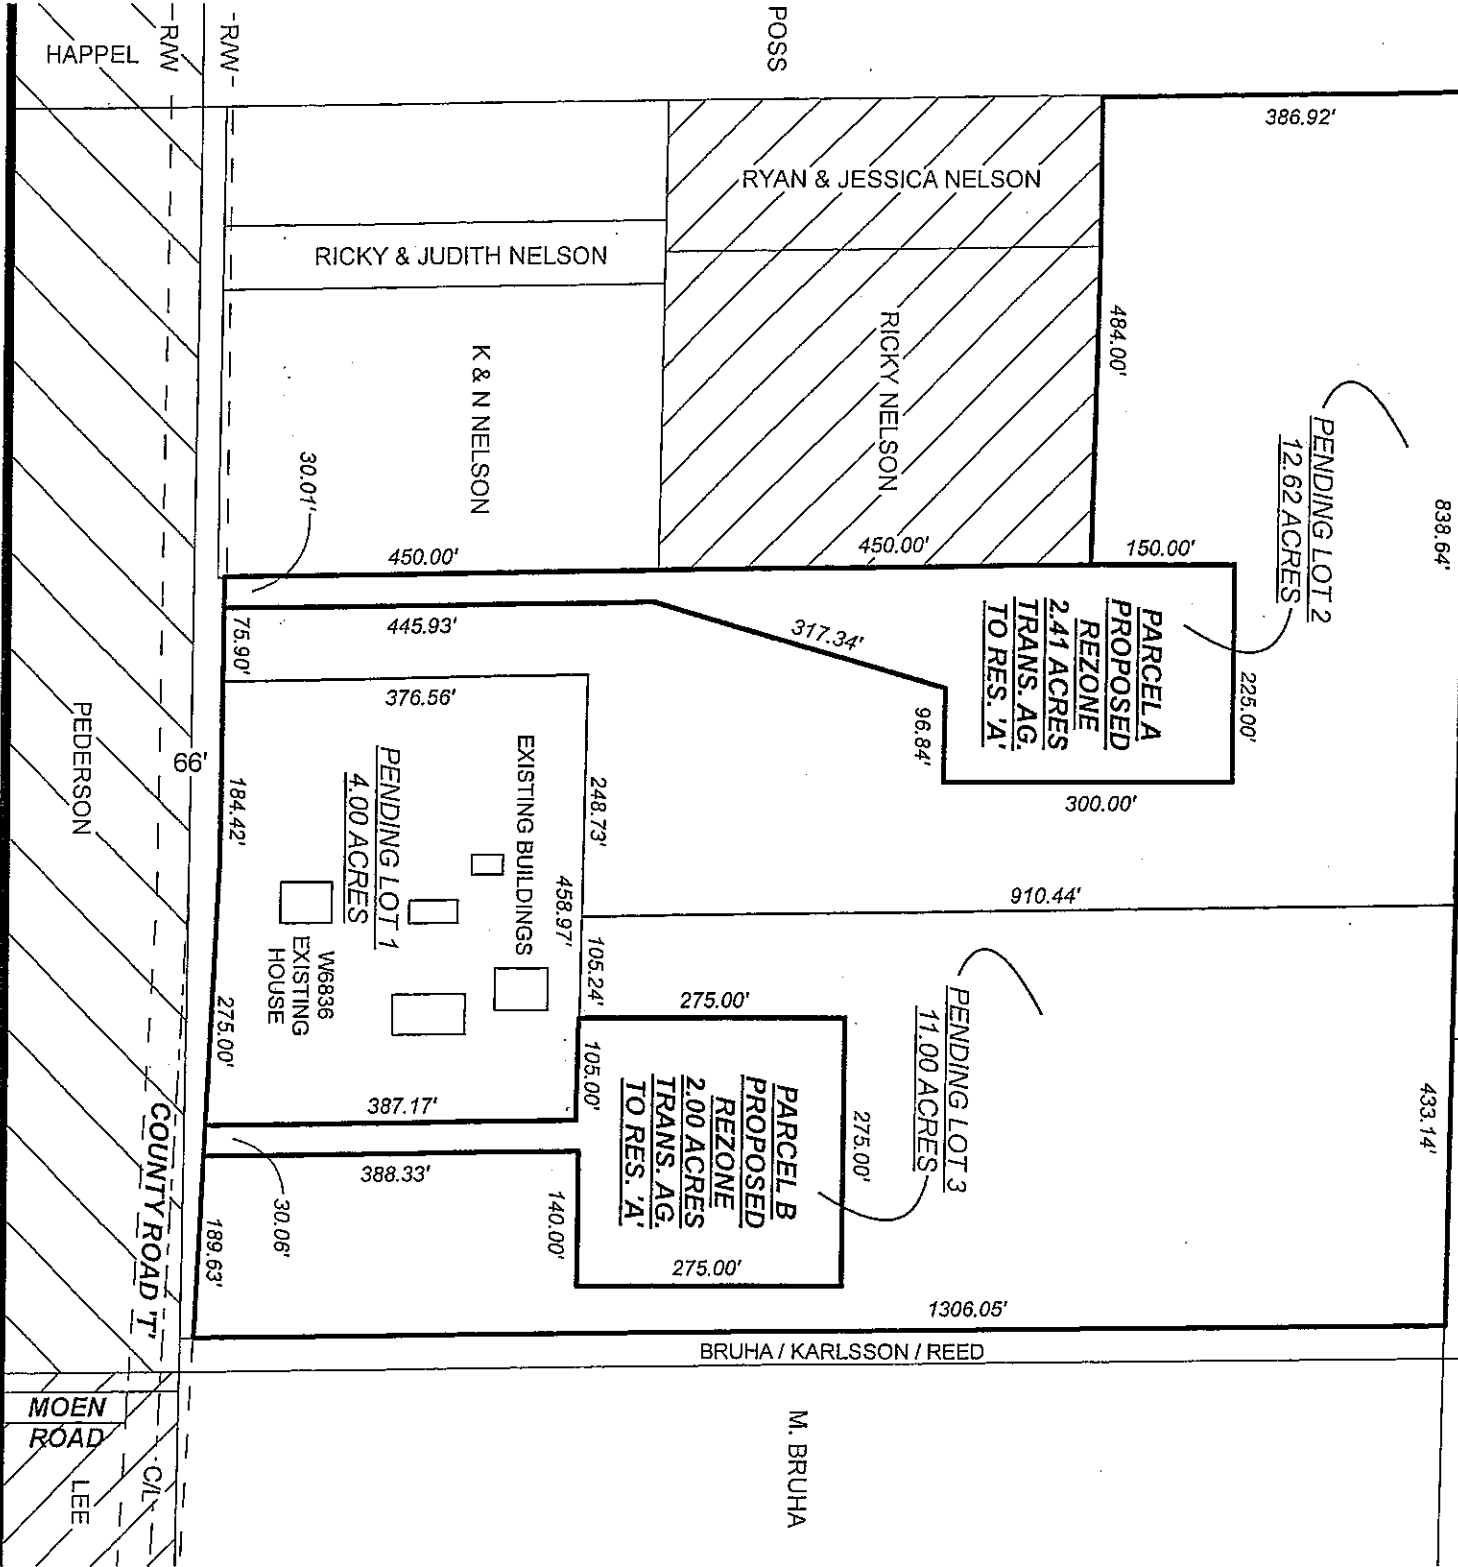 HAPPEL
R/W
R/W
POSS
386.92'
RYAN & JESSICA NELSON
RICKY & JUDITH NELSON
K & N NELSON
RICKY NELSON
484.00'
PENDING LOT 2
12.62 ACRES
838.64'
30.01'
450.00'
450.00'
150.00'
PARCEL A
PROPOSED
REZONE
2.41 ACRES
TRANS. AG.
TO RES. 'A'
225.00'
75.90'
445.93'
317.34'
96.84'
300.00'
376.56'
PEDERSON
66'
184.42'
PENDING LOT 1
4.00 ACRES
EXISTING BUILDINGS
248.73'
458.97'
910.44'
W6836
EXISTING
HOUSE
105.24'
275.00'
275.00'
PENDING LOT 3
11.00 ACRES
433.14'
387.17'
105.00'
PARCEL B
PROPOSED
REZONE
2.00 ACRES
TRANS. AG.
TO RES. 'A'
275.00'
COUNTY ROAD 'T'
388.33'
30.06'
189.63'
140.00'
275.00'
1306.05'
BRUHA / KARLSSON / REED
MOEN
ROAD
LEE
C/L
M. BRUHA